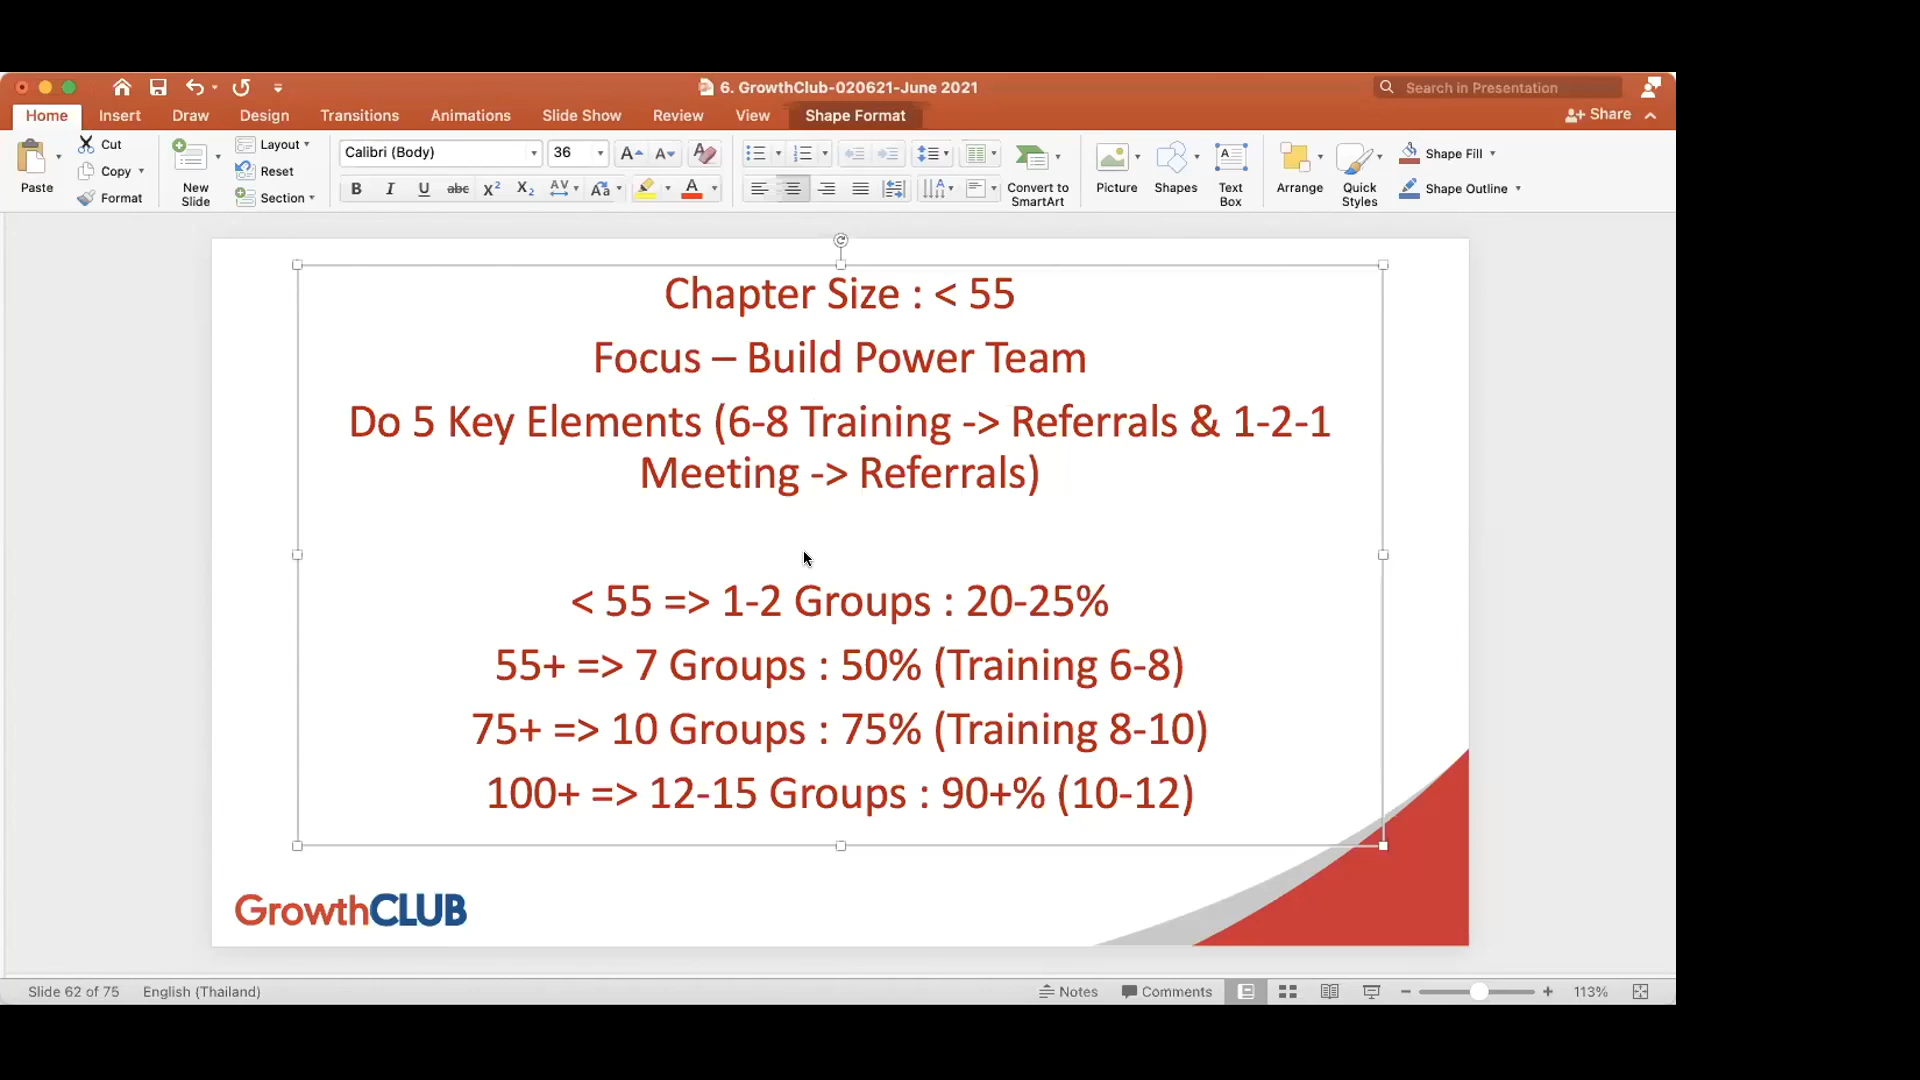 6. GrowthClub-020621-June 2021
Search in Presentation
Home Insert Draw Design Transitions Animations Slide Show Review View Shape Format
Share
Paste
Cut
Copy
Format
New Slide
Layout
Reset
Section
Calibri (Body) 36
Convert to SmartArt
Picture
Shapes
Text Box
Arrange
Quick Styles
Shape Fill
Shape Outline
Chapter Size : < 55
Focus – Build Power Team
Do 5 Key Elements (6-8 Training -> Referrals & 1-2-1
Meeting -> Referrals)
< 55 => 1-2 Groups : 20-25%
55+ => 7 Groups : 50% (Training 6-8)
75+ => 10 Groups : 75% (Training 8-10)
100+ => 12-15 Groups : 90+% (10-12)
GrowthCLUB
Slide 62 of 75 English (Thailand) Notes Comments 113%